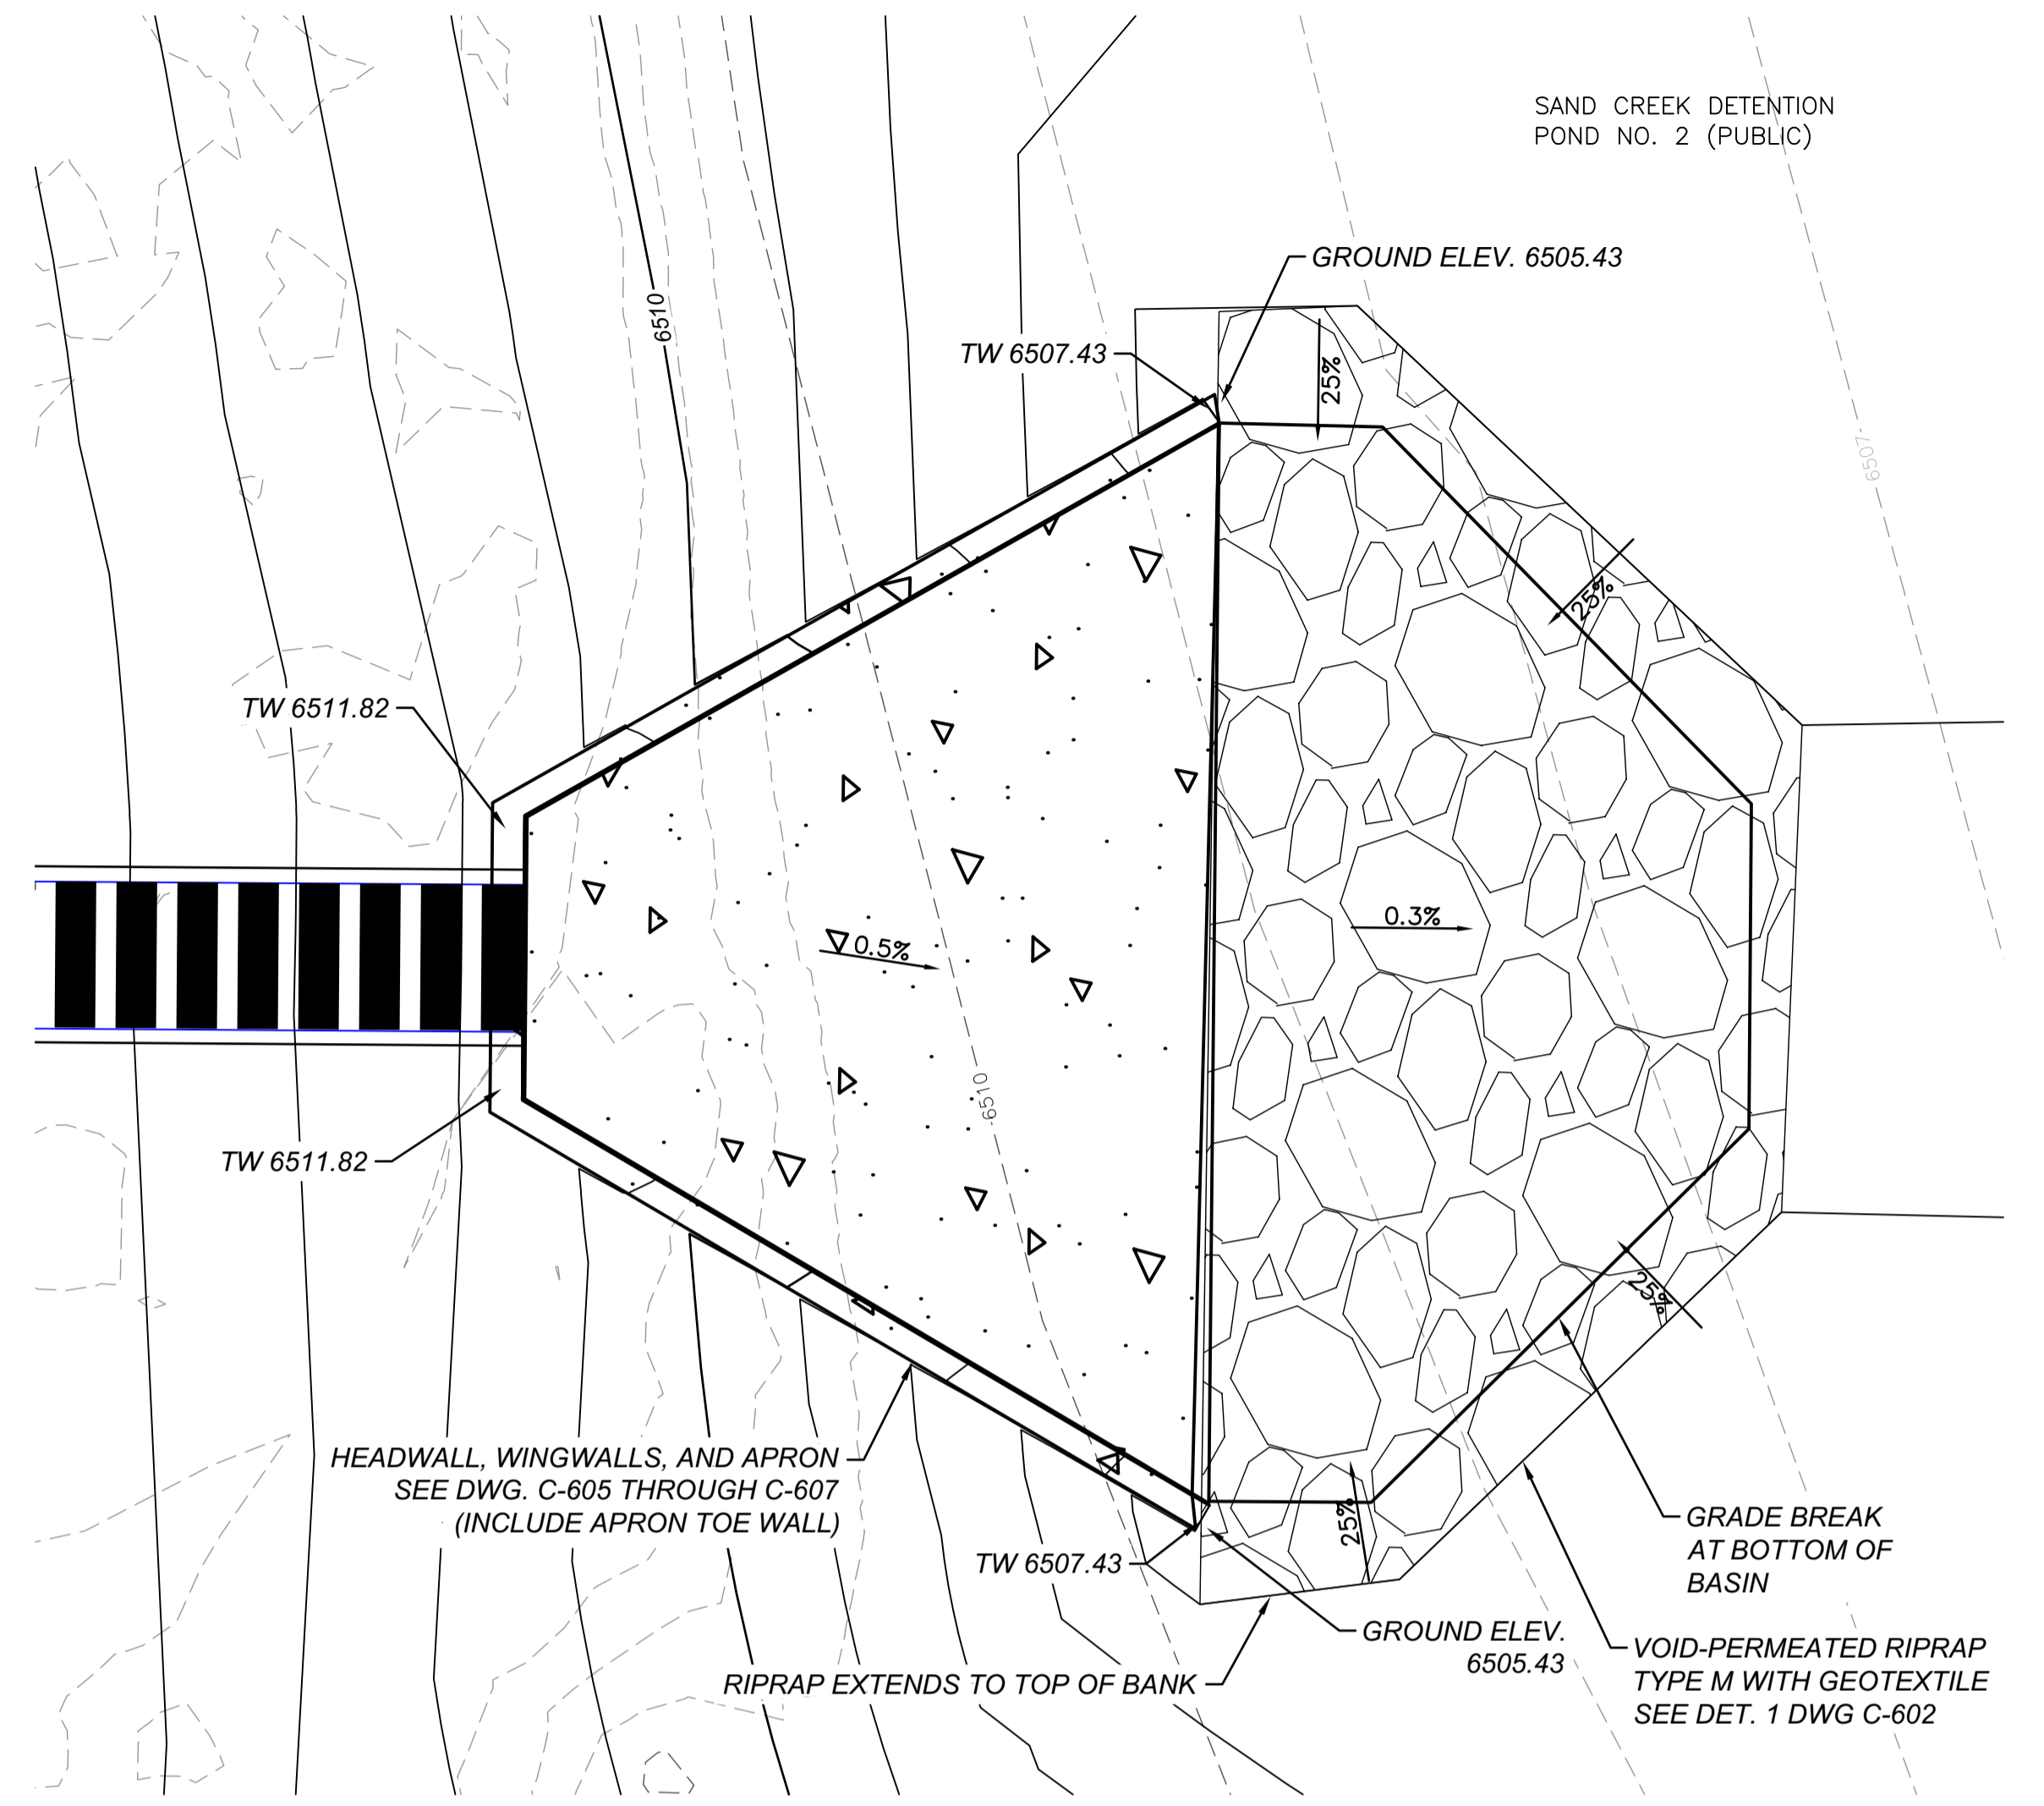 SAND CREEK DETENTION
POND NO. 2 (PUBLIC)
GROUND ELEV. 6505.43
6510
TW 6507.43
25%
6507
25%
TW 6511.82
0.5%
0.3%
6510
TW 6511.82
25%
HEADWALL, WINGWALLS, AND APRON
SEE DWG. C-605 THROUGH C-607
(INCLUDE APRON TOE WALL)
25%
TW 6507.43
GRADE BREAK
AT BOTTOM OF
BASIN
GROUND ELEV.
6505.43
RIPRAP EXTENDS TO TOP OF BANK
VOID-PERMEATED RIPRAP
TYPE M WITH GEOTEXTILE
SEE DET. 1 DWG C-602